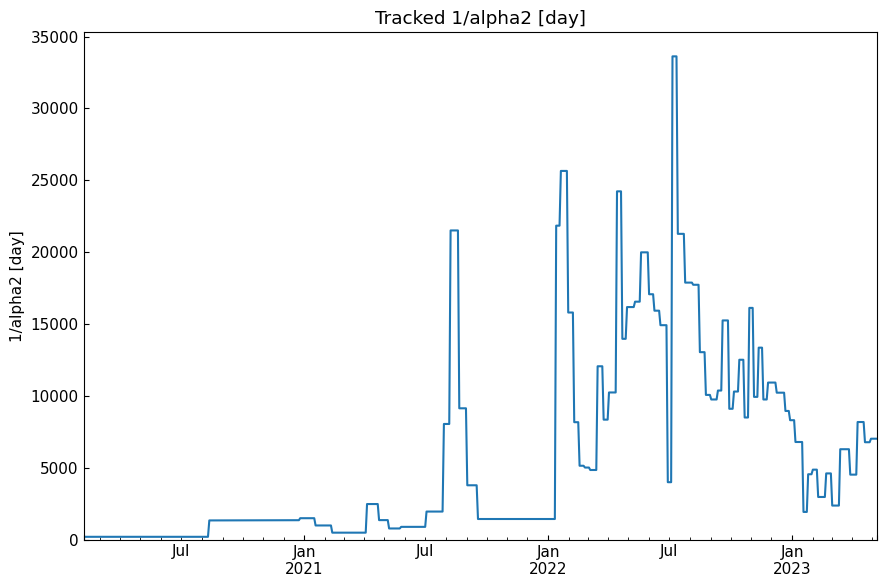 Tracked 1/alpha2 [day]
35000
30000
25000
20000
15000
10000
5000
0
1/alpha2 [day]
Jul
Jan
2021
Jul
Jan
2022
Jul
Jan
2023